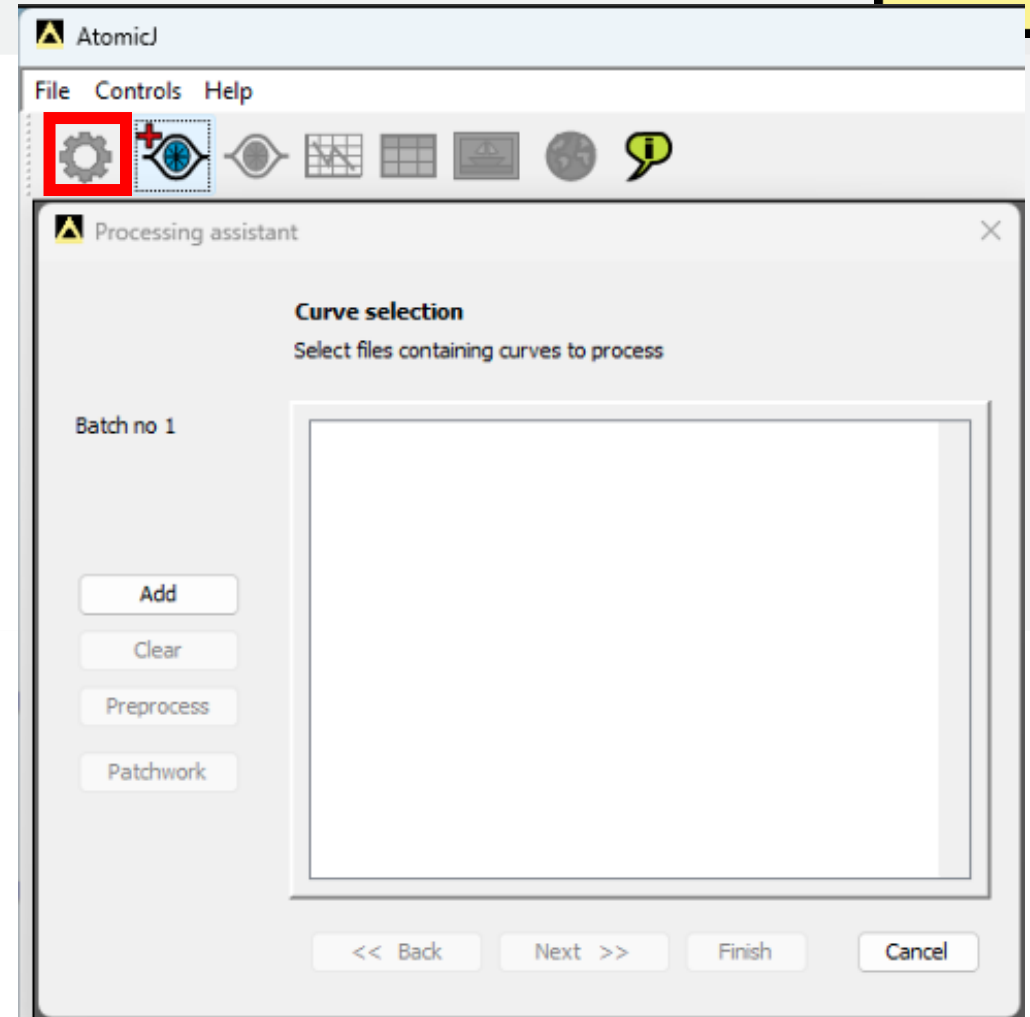 AtomicJ
File Controls Help
Processing assistant
Curve selection
Select files containing curves to process
Batch no 1
Add
Clear
Preprocess
Patchwork
<< Back Next >> Finish Cancel